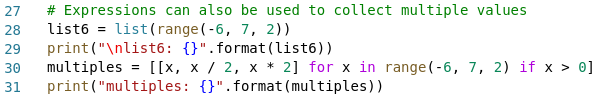 27 # Expressions can also be used to collect multiple values
28 list6 = list(range(-6, 7, 2))
29 print("\nlist6: {}".format(list6))
30 multiples = [[x, x / 2, x * 2] for x in range(-6, 7, 2) if x > 0]
31 print("multiples: {}".format(multiples))